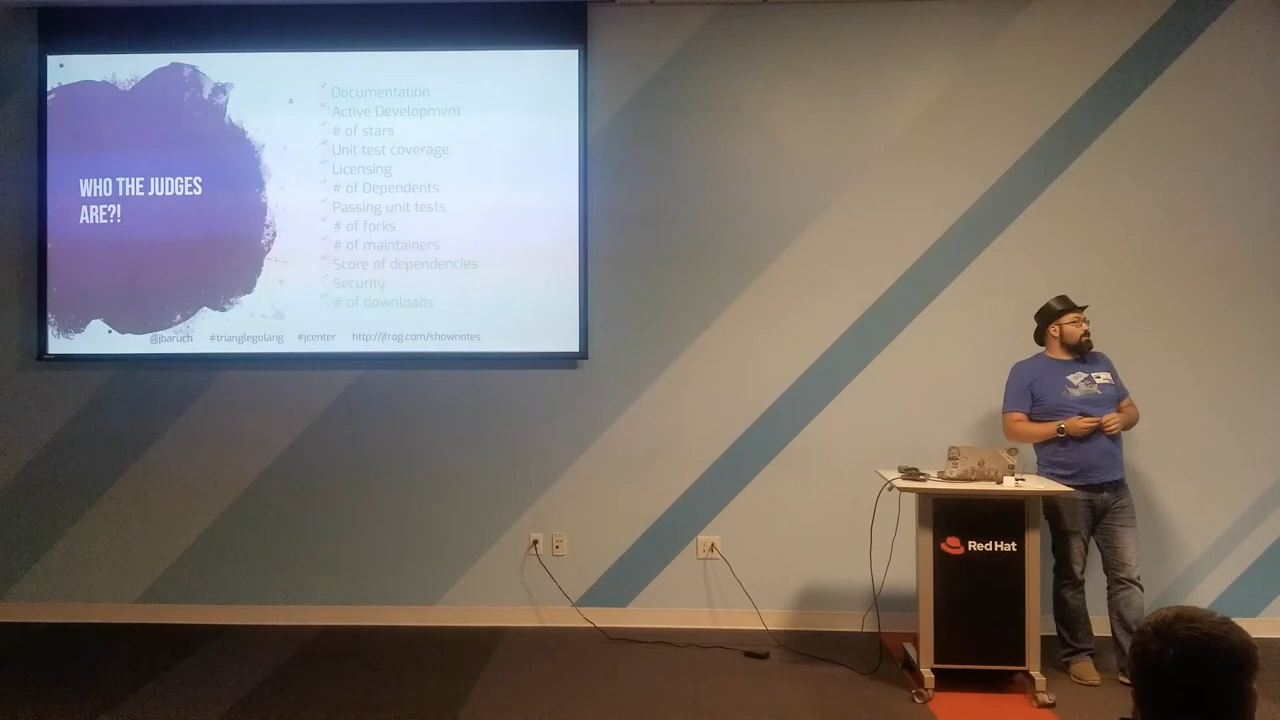 WHO THE JUDGES
ARE?!
Documentation
Active Development
# of stars
Unit test coverage
Licensing
# of Dependents
Passing unit tests
# of forks
# of maintainers
Score of dependencies
Security
# of downloads
@jbaruch #trianglegolang #jcenter http://jfrog.com/shownotes
Red Hat